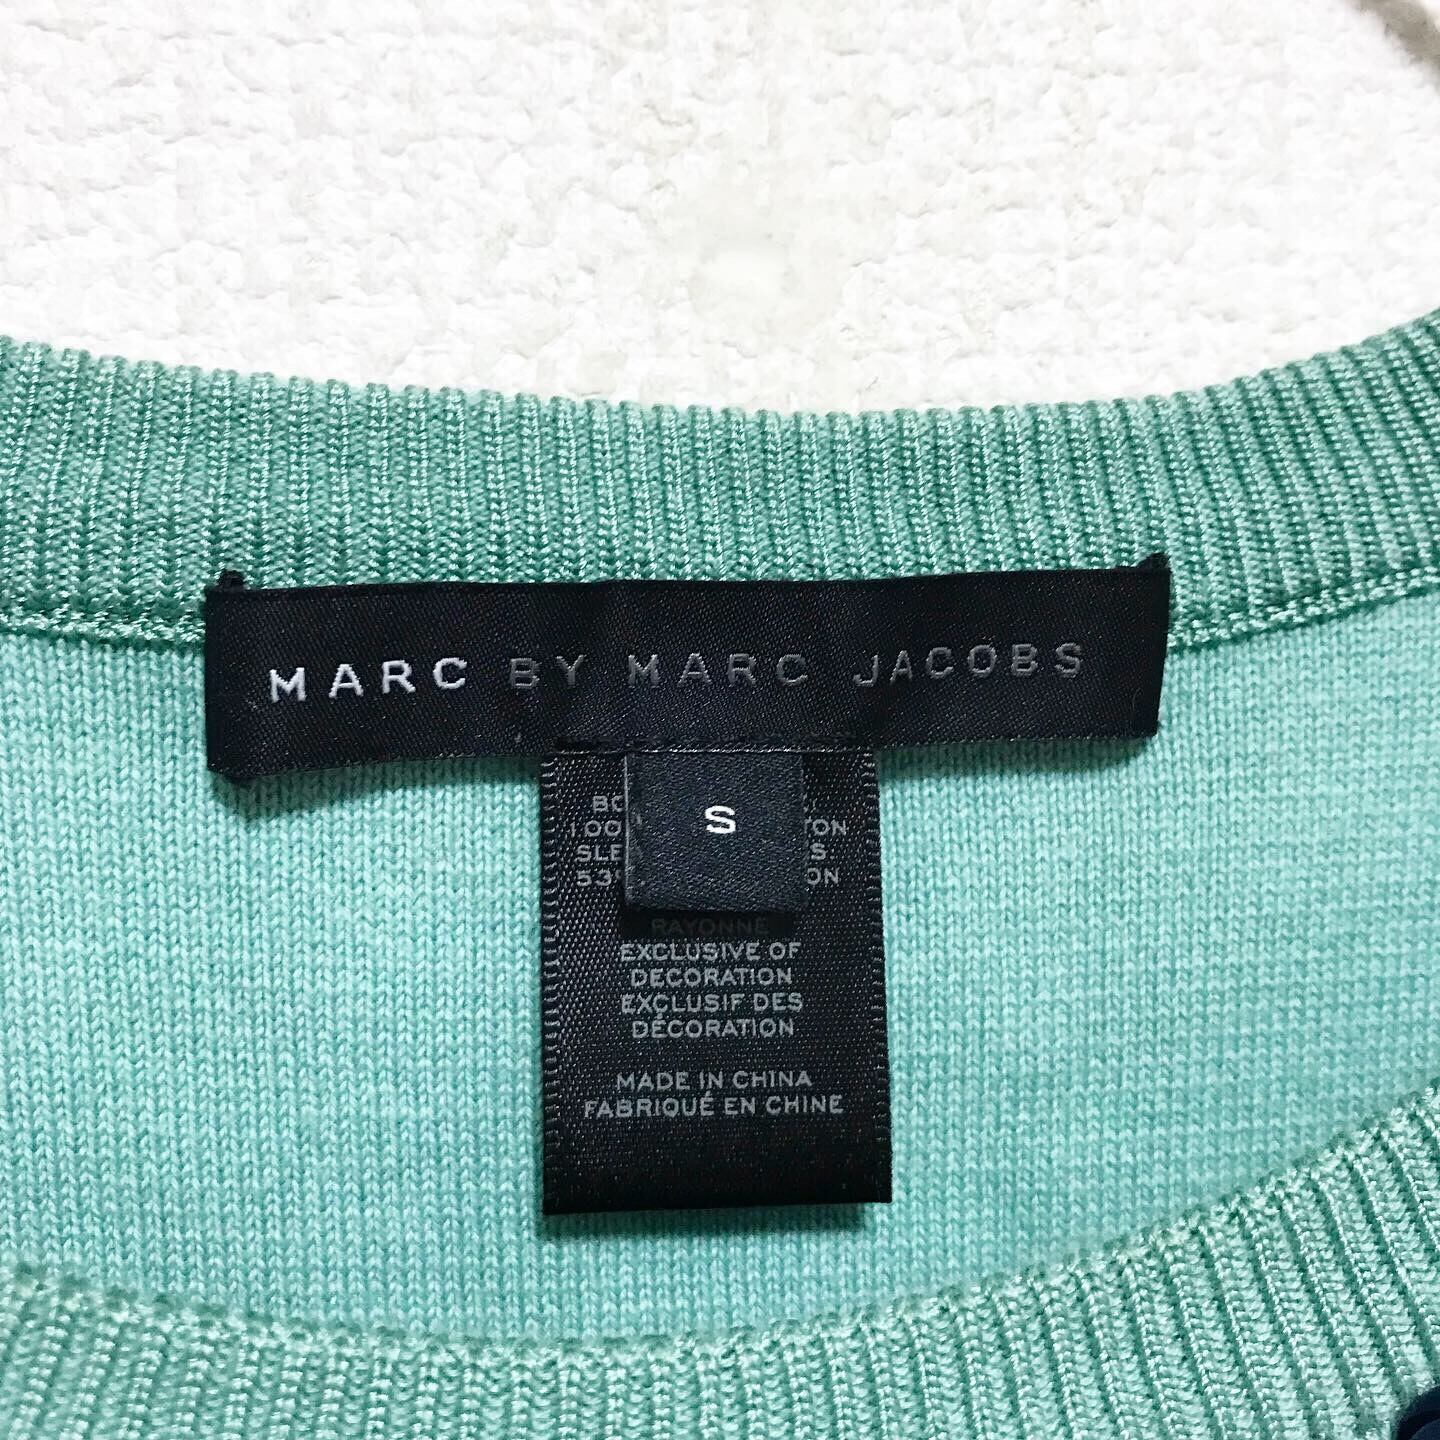 MARC BY MARC JACOBS
S
RAYONNE
EXCLUSIVE OF
DECORATION
EXCLUSIF DES
DÉCORATION
MADE IN CHINA
FABRIQUÉ EN CHINE